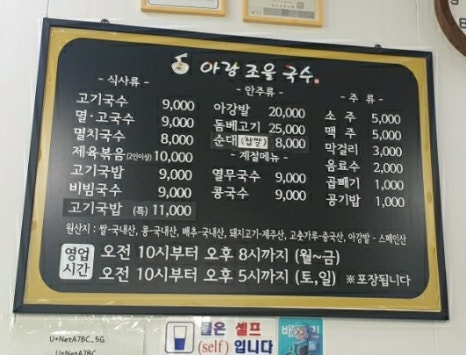 아랑 조을 국수
- 식사류 -
고기국수 9,000
멸·고국수 9,000
멸치국수 8,000
제육볶음(2인이상) 10,000
고기국밥 9,000
비빔국수 9,000
고기국밥 (특) 11,000
- 안주류 -
아강발 20,000
돔베고기 25,000
순대(찹쌀) 8,000
- 계절메뉴 -
열무국수 9,000
콩국수 9,000
- 주 류 -
소 주 5,000
맥 주 5,000
막걸리 3,000
음료수 2,000
곱빼기 1,000
공기밥 1,000
원산지 : 쌀-국내산, 콩-국내산, 배추-국내산, 돼지고기-제주산, 고춧가루-중국산, 아강발 - 스페인산
영업시간
오전 10시부터 오후 8시까지 (월~금)
오전 10시부터 오후 5시까지 (토,일) ※ 포장됩니다
U+NetA7BC_5G
U+NetA7BC
물은 셀프
(self) 입니다